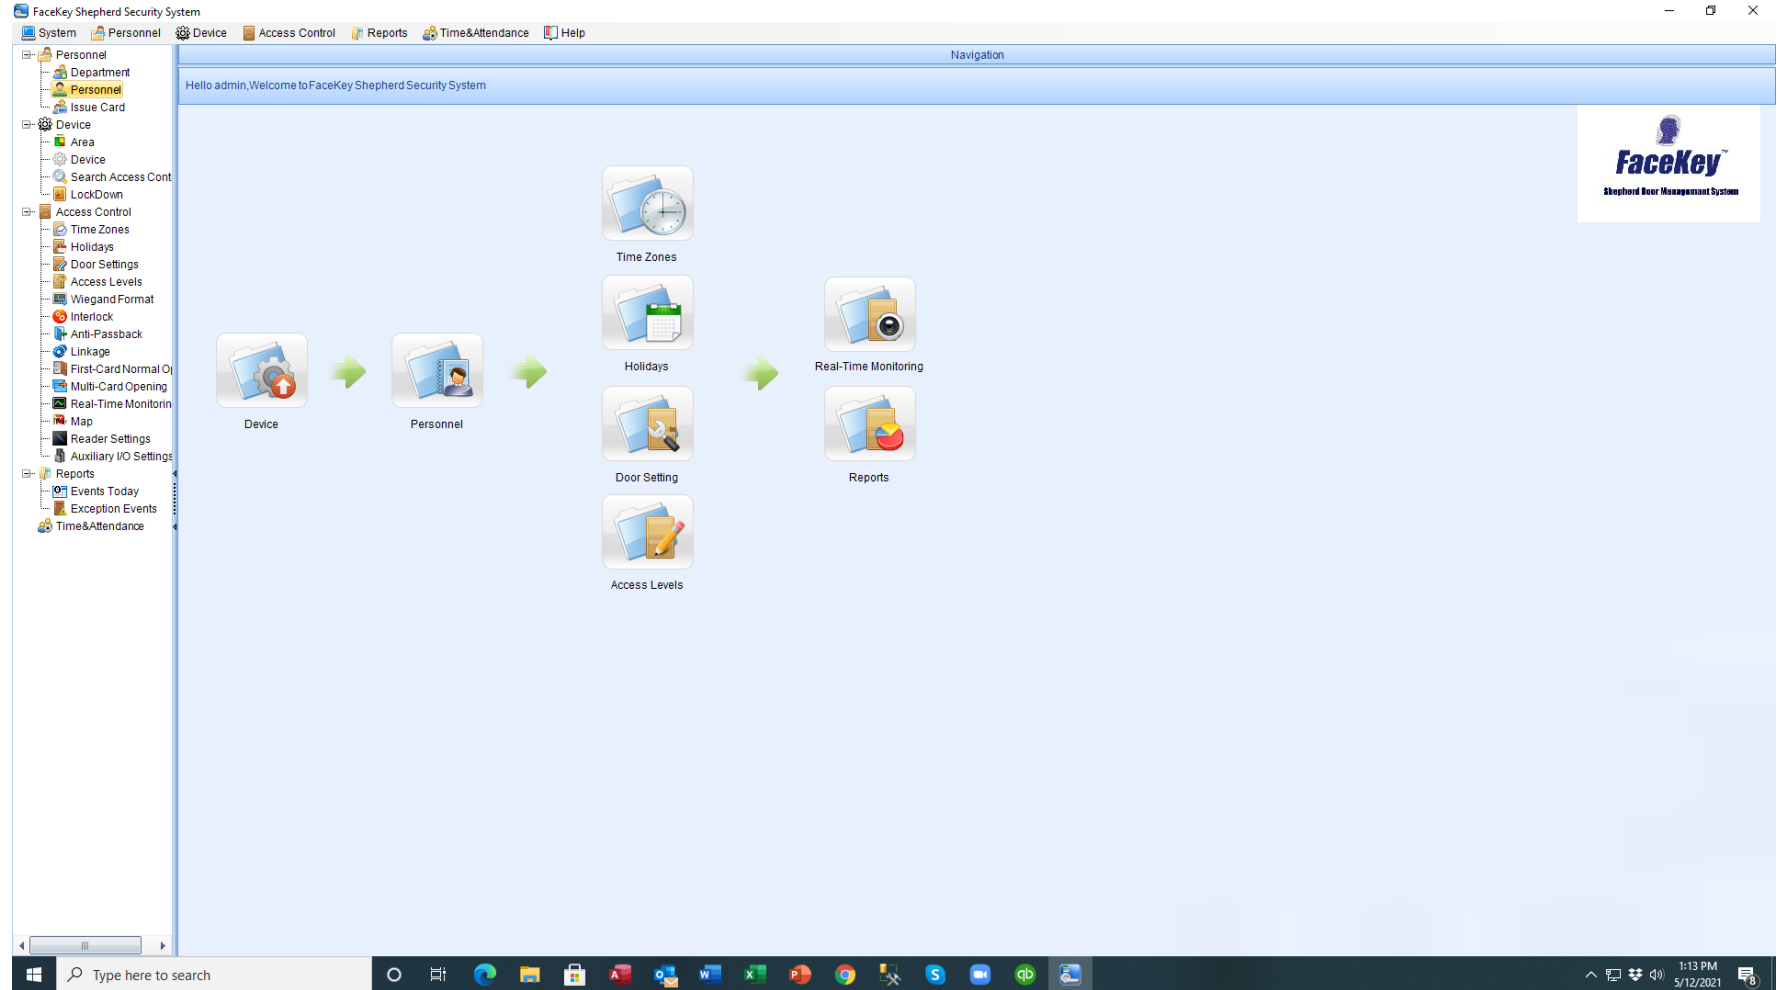 FaceKey Shepherd Security System
System Personnel Device Access Control Reports Time&Attendance Help
Personnel
Department
Personnel
Issue Card
Device
Area
Device
Search Access Cont
LockDown
Access Control
Time Zones
Holidays
Door Settings
Access Levels
Wiegand Format
Interlock
Anti-Passback
Linkage
First-Card Normal Op
Multi-Card Opening
Real-Time Monitorin
Map
Reader Settings
Auxiliary I/O Settings
Reports
Events Today
Exception Events
Time&Attendance
Navigation
Hello admin,Welcome to FaceKey Shepherd Security System
FaceKey™
Shepherd Door Management System
Device
Personnel
Time Zones
Holidays
Door Setting
Access Levels
Real-Time Monitoring
Reports
Type here to search
1:13 PM
5/12/2021
8